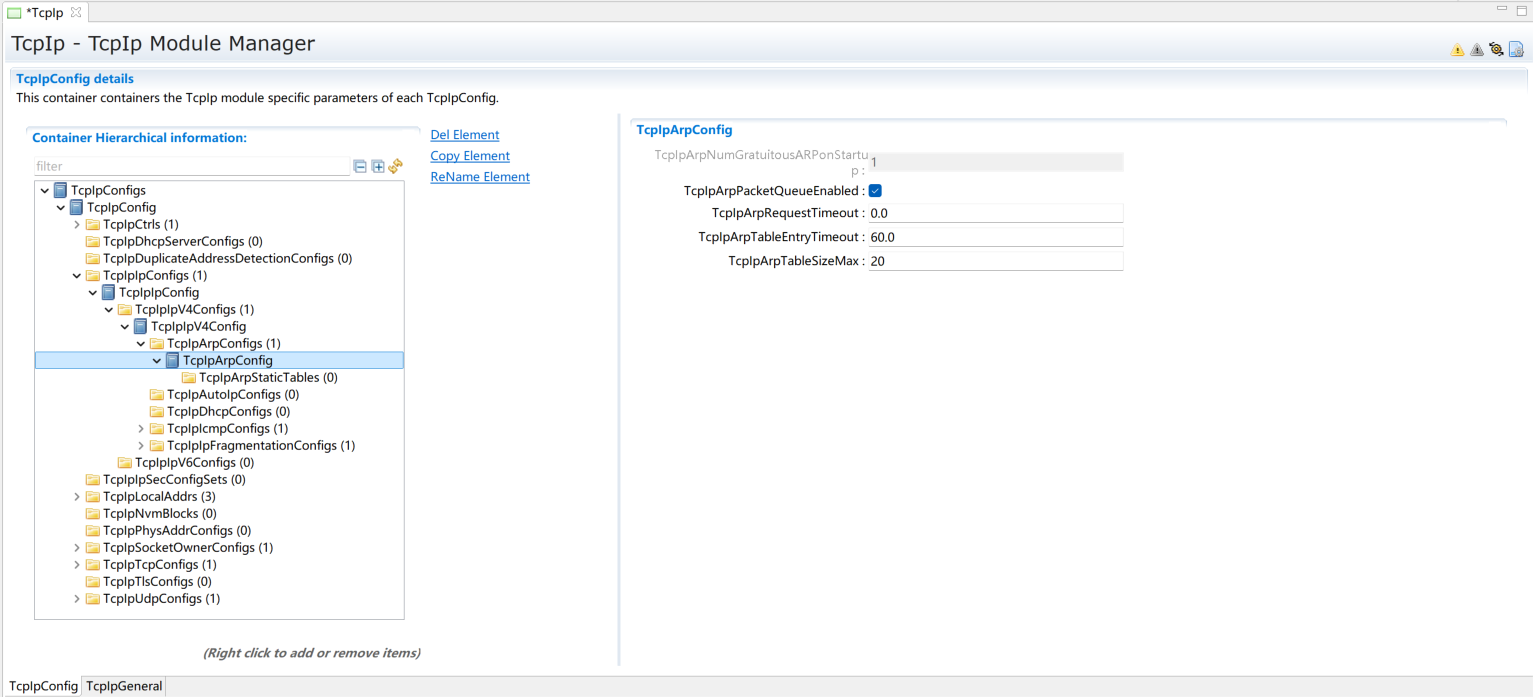 *TcpIp
TcpIp - TcpIp Module Manager
TcpIpConfig details
This container containers the TcpIp module specific parameters of each TcpIpConfig.
Container Hierarchical information:
filter
TcpIpConfigs
TcpIpConfig
TcpIpCtrls (1)
TcpIpDhcpServerConfigs (0)
TcpIpDuplicateAddressDetectionConfigs (0)
TcpIpIpConfigs (1)
TcpIpIpConfig
TcpIpIpV4Configs (1)
TcpIpIpV4Config
TcpIpArpConfigs (1)
TcpIpArpConfig
TcpIpArpStaticTables (0)
TcpIpAutoIpConfigs (0)
TcpIpDhcpConfigs (0)
TcpIpIcmpConfigs (1)
TcpIpIpFragmentationConfigs (1)
TcpIpIpV6Configs (0)
TcpIpIpSecConfigSets (0)
TcpIpLocalAddrs (3)
TcpIpNvmBlocks (0)
TcpIpPhysAddrConfigs (0)
TcpIpSocketOwnerConfigs (1)
TcpIpTcpConfigs (1)
TcpIpTlsConfigs (0)
TcpIpUdpConfigs (1)
(Right click to add or remove items)
Del Element
Copy Element
ReName Element
TcpIpArpConfig
TcpIpArpNumGratuitousARPonStartu
p : 1
TcpIpArpPacketQueueEnabled :
TcpIpArpRequestTimeout : 0.0
TcpIpArpTableEntryTimeout : 60.0
TcpIpArpTableSizeMax : 20
TcpIpConfig TcpIpGeneral